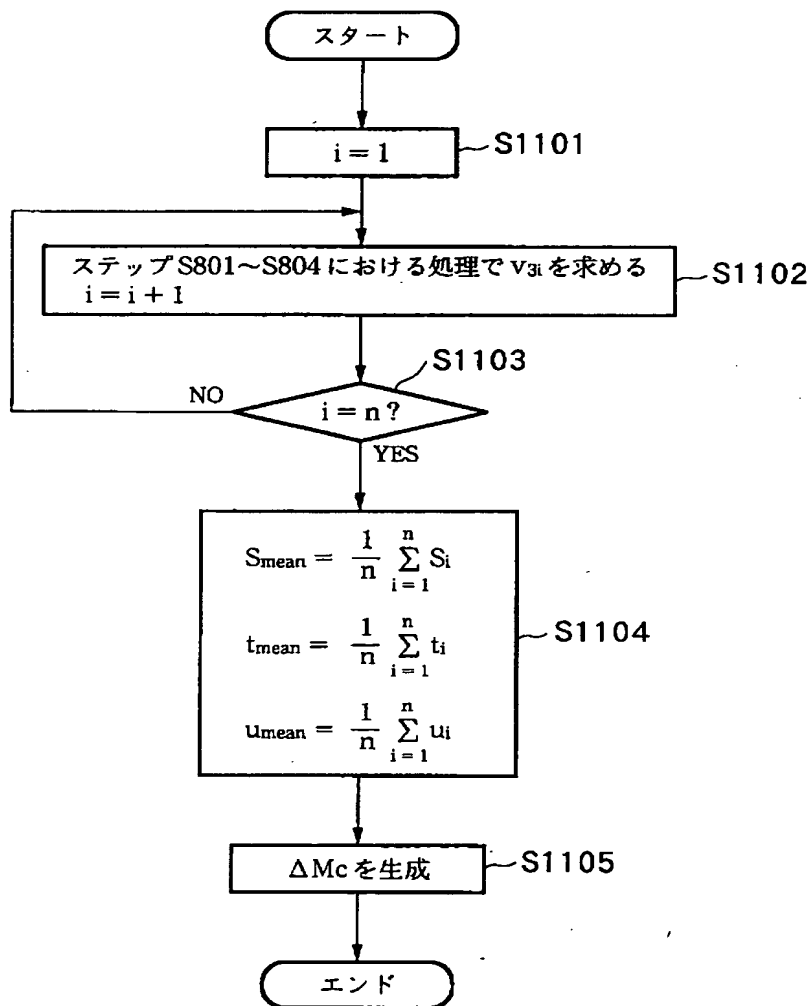 スタート
i = 1
S1101
ステップS801～S804における処理でv3iを求める
i = i + 1
S1102
S1103
NO
i = n ?
YES
Smean = 1/n n Σ i = 1 Si
tmean = 1/n n Σ i = 1 ti
umean = 1/n n Σ i = 1 ui
S1104
ΔMcを生成
S1105
エンド